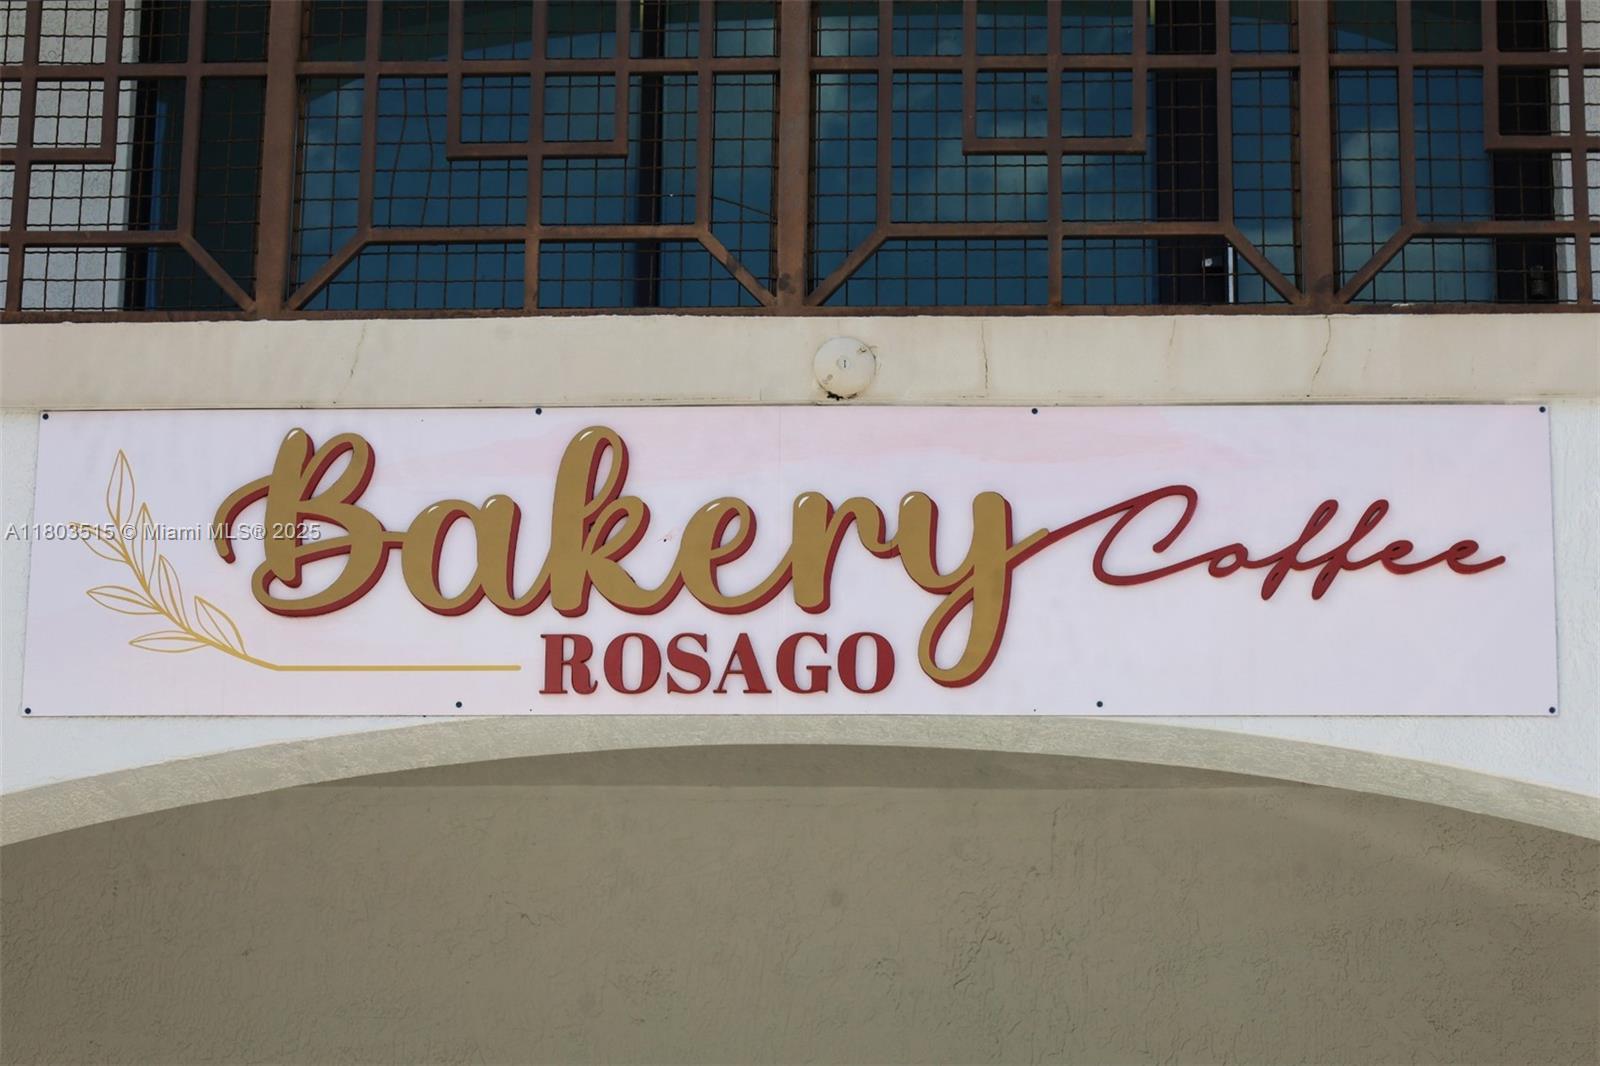 Bakery Coffee
ROSAGO
A11803515 © Miami MLS® 2025